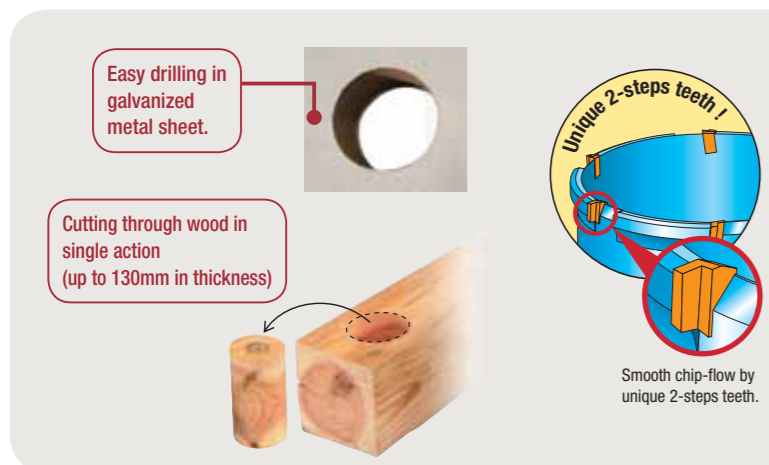 Easy drilling in
galvanized
metal sheet.
Unique 2-steps teeth !
Cutting through wood in
single action
(up to 130mm in thickness)
Smooth chip-flow by
unique 2-steps teeth.